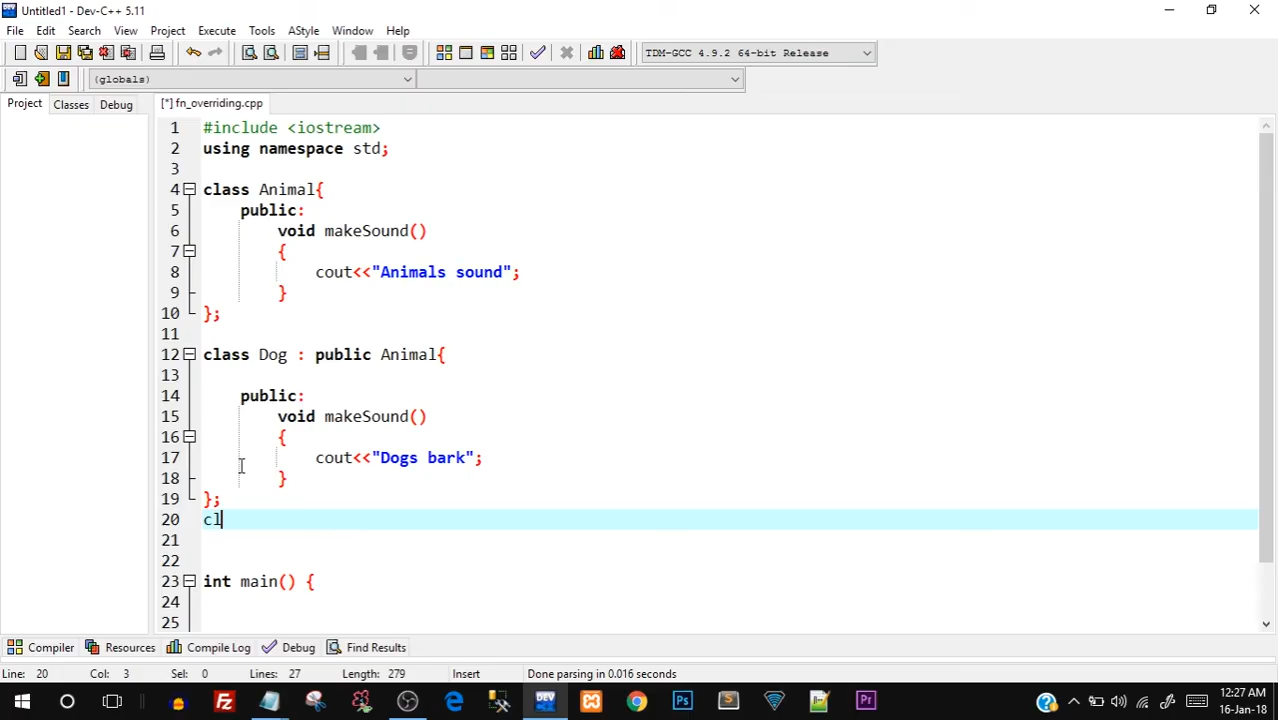 Untitled1 - Dev-C++ 5.11
File Edit Search View Project Execute Tools AStyle Window Help
TDM-GCC 4.9.2 64-bit Release
(globals)
Project Classes Debug [*] fn_overriding.cpp
1 #include <iostream>
2 using namespace std;
3
4 class Animal{
5 public:
6 void makeSound()
7 {
8 cout<<"Animals sound";
9 }
10 };
11
12 class Dog : public Animal{
13
14 public:
15 void makeSound()
16 {
17 cout<<"Dogs bark";
18 }
19 };
20 cl
21
22
23 int main() {
24
25
Compiler Resources Compile Log Debug Find Results
Line: 20 Col: 3 Sel: 0 Lines: 27 Length: 279 Insert Done parsing in 0.016 seconds
Fz DEV Ps S Pr 12:27 AM
16-Jan-18